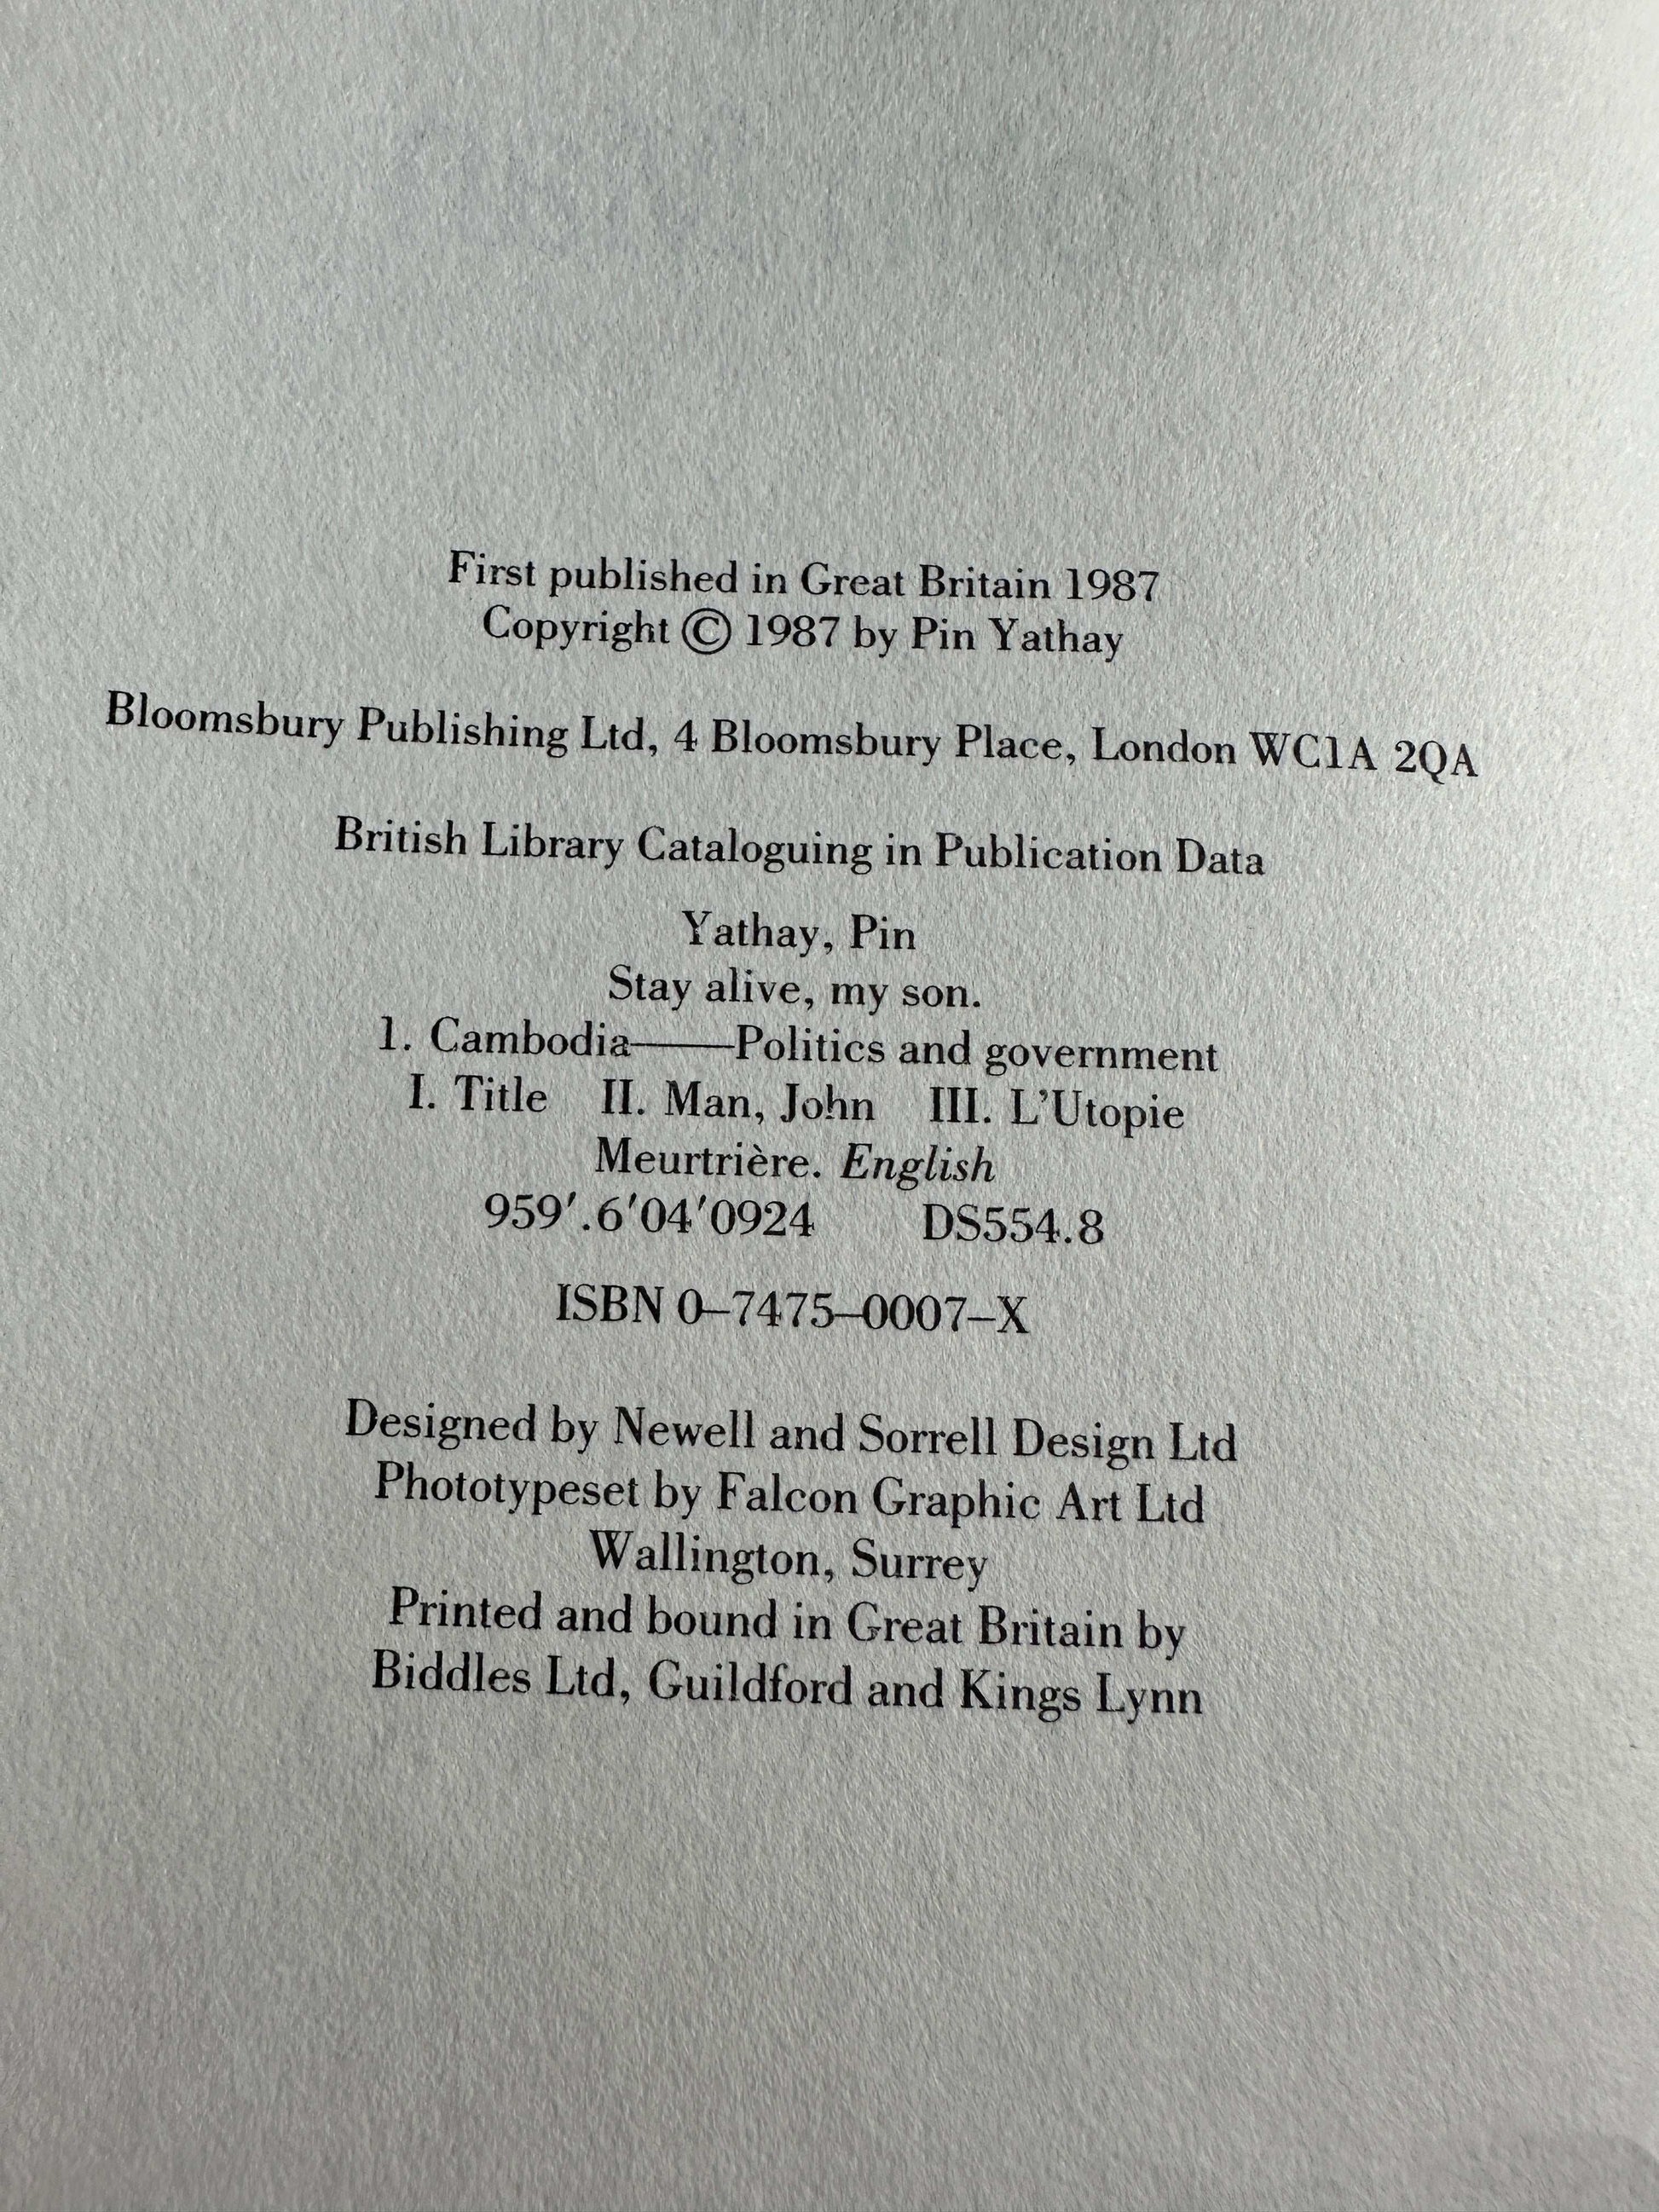 First published in Great Britain 1987
Copyright © 1987 by Pin Yathay
Bloomsbury Publishing Ltd, 4 Bloomsbury Place, London WC1A 2QA
British Library Cataloguing in Publication Data
Yathay, Pin
Stay alive, my son.
1. Cambodia——Politics and government
I. Title II. Man, John III. L'Utopie
Meurtrière. English
959′.6′04′0924 DS554.8
ISBN 0–7475–0007–X
Designed by Newell and Sorrell Design Ltd
Phototypeset by Falcon Graphic Art Ltd
Wallington, Surrey
Printed and bound in Great Britain by
Biddles Ltd, Guildford and Kings Lynn